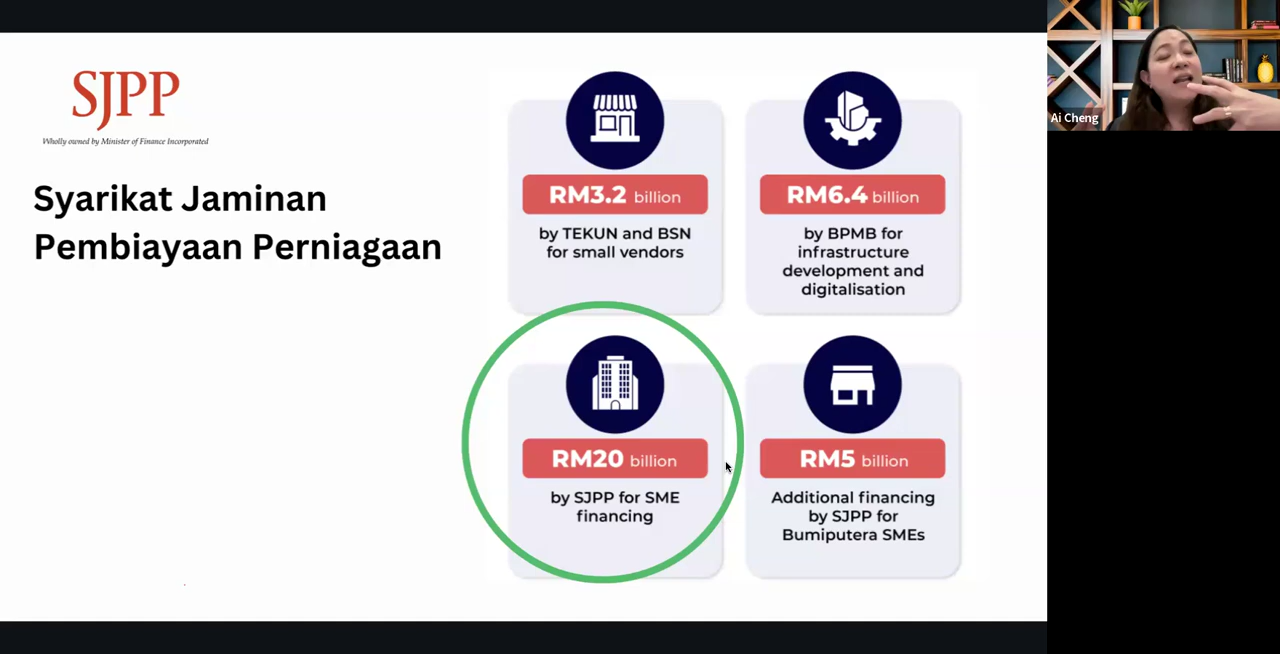 SJPP
Wholly owned by Minister of Finance Incorporated
Syarikat Jaminan
Pembiayaan Perniagaan
RM3.2 billion
by TEKUN and BSN
for small vendors
RM6.4 billion
by BPMB for
infrastructure
development and
digitalisation
RM20 billion
by SJPP for SME
financing
RM5 billion
Additional financing
by SJPP for
Bumiputera SMEs
Ai Cheng